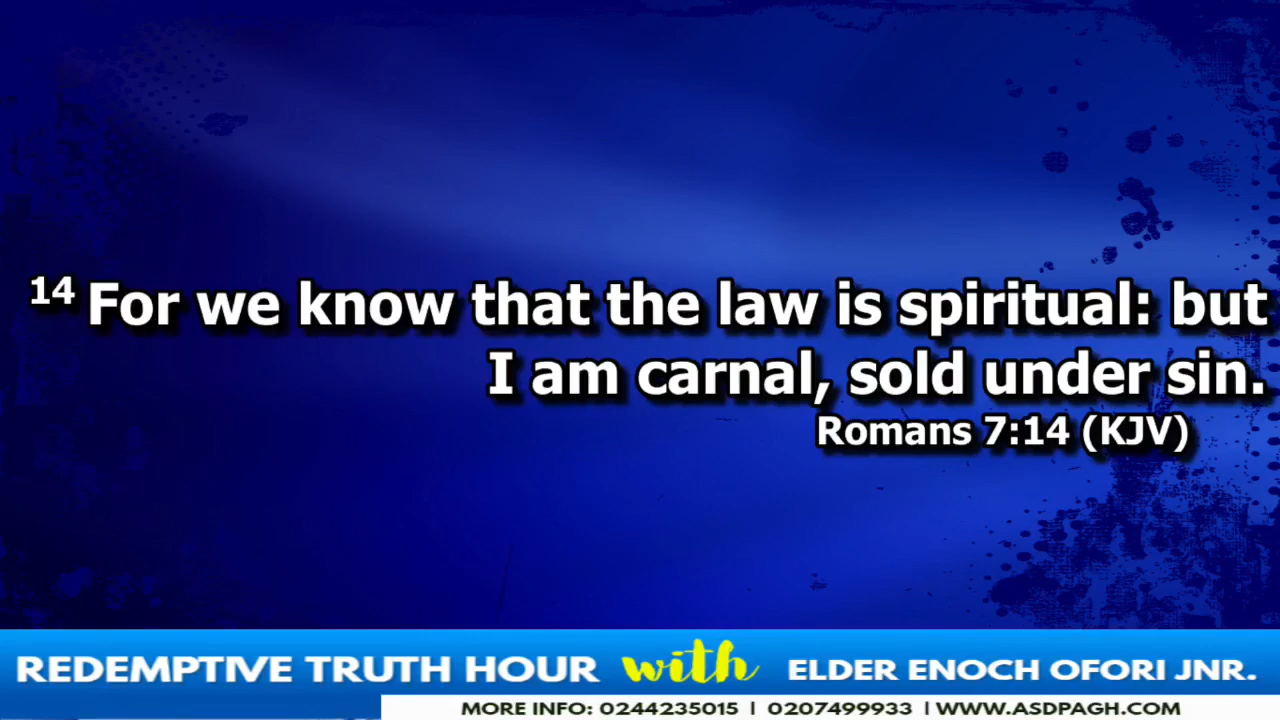 14 For we know that the law is spiritual: but
I am carnal, sold under sin.
Romans 7:14 (KJV)
REDEMPTIVE TRUTH HOUR with ELDER ENOCH OFORI JNR.
MORE INFO: 0244235015 | 0207499933 | WWW.ASDPAGH.COM